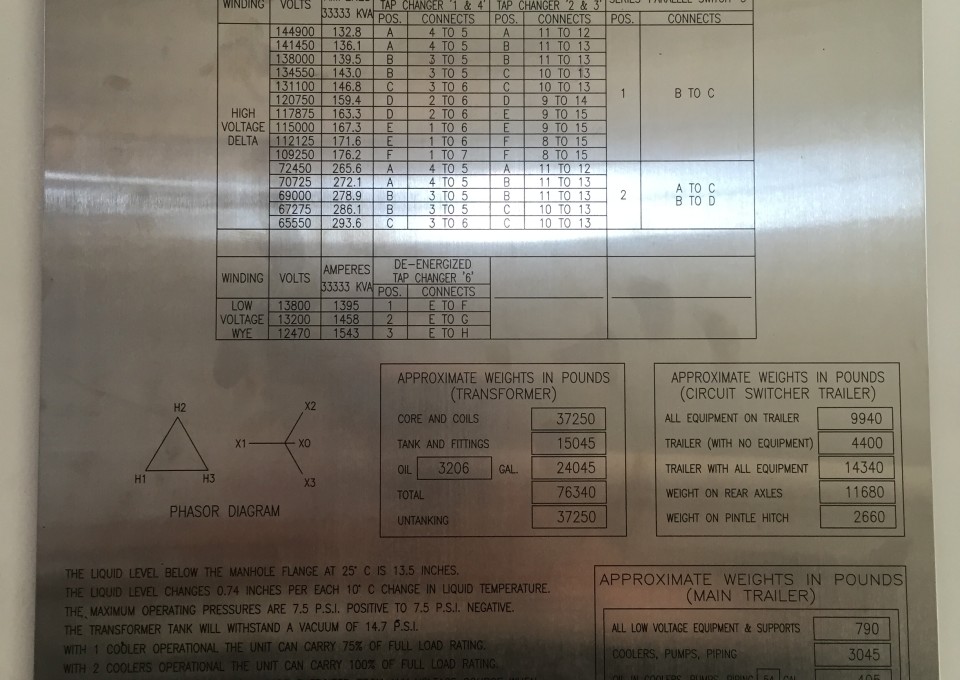 WINDING VOLTS 33333 KVA TAP CHANGER '1 & 4' TAP CHANGER '2 & 3'
POS. CONNECTS POS. CONNECTS POS. CONNECTS
144900 132.8 A 4 TO 5 A 11 TO 12
141450 136.1 A 4 TO 5 B 11 TO 13
138000 139.5 B 3 TO 5 B 11 TO 13
134550 143.0 B 3 TO 5 C 10 TO 13
131100 146.8 C 3 TO 6 C 10 TO 13
1 B TO C
120750 159.4 D 2 TO 6 D 9 TO 14
HIGH VOLTAGE DELTA
117875 163.3 D 2 TO 6 E 9 TO 15
115000 167.3 E 1 TO 6 E 9 TO 15
112125 171.6 E 1 TO 6 F 8 TO 15
109250 176.2 F 1 TO 7 F 8 TO 15
72450 265.6 A 4 TO 5 A 11 TO 12
70725 272.1 A 4 TO 5 B 11 TO 13
69000 278.9 B 3 TO 5 B 11 TO 13
2 A TO C
B TO D
67275 286.1 B 3 TO 5 C 10 TO 13
65550 293.6 C 3 TO 6 C 10 TO 13
WINDING VOLTS AMPERES 33333 KVA DE-ENERGIZED TAP CHANGER '6'
POS. CONNECTS
LOW 13800 1395 1 E TO F
VOLTAGE 13200 1458 2 E TO G
WYE 12470 1543 3 E TO H
H2
H1
H3
X2
X1
XO
X3
PHASOR DIAGRAM
APPROXIMATE WEIGHTS IN POUNDS
(TRANSFORMER)
CORE AND COILS 37250
TANK AND FITTINGS 15045
OIL 3206 GAL. 24045
TOTAL 76340
UNTANKING 37250
APPROXIMATE WEIGHTS IN POUNDS
(CIRCUIT SWITCHER TRAILER)
ALL EQUIPMENT ON TRAILER 9940
TRAILER (WITH NO EQUIPMENT) 4400
TRAILER WITH ALL EQUIPMENT 14340
WEIGHT ON REAR AXLES 11680
WEIGHT ON PINTLE HITCH 2660
THE LIQUID LEVEL BELOW THE MANHOLE FLANGE AT 25° C IS 13.5 INCHES.
THE LIQUID LEVEL CHANGES 0.74 INCHES PER EACH 10° C CHANGE IN LIQUID TEMPERATURE.
THE MAXIMUM OPERATING PRESSURES ARE 7.5 P.S.I. POSITIVE TO 7.5 P.S.I. NEGATIVE.
THE TRANSFORMER TANK WILL WITHSTAND A VACUUM OF 14.7 P.S.I.
WITH 1 COOLER OPERATIONAL THE UNIT CAN CARRY 75% OF FULL LOAD RATING.
WITH 2 COOLERS OPERATIONAL THE UNIT CAN CARRY 100% OF FULL LOAD RATING.
APPROXIMATE WEIGHTS IN POUNDS
(MAIN TRAILER)
ALL LOW VOLTAGE EQUIPMENT & SUPPORTS 790
COOLERS, PUMPS, PIPING 3045